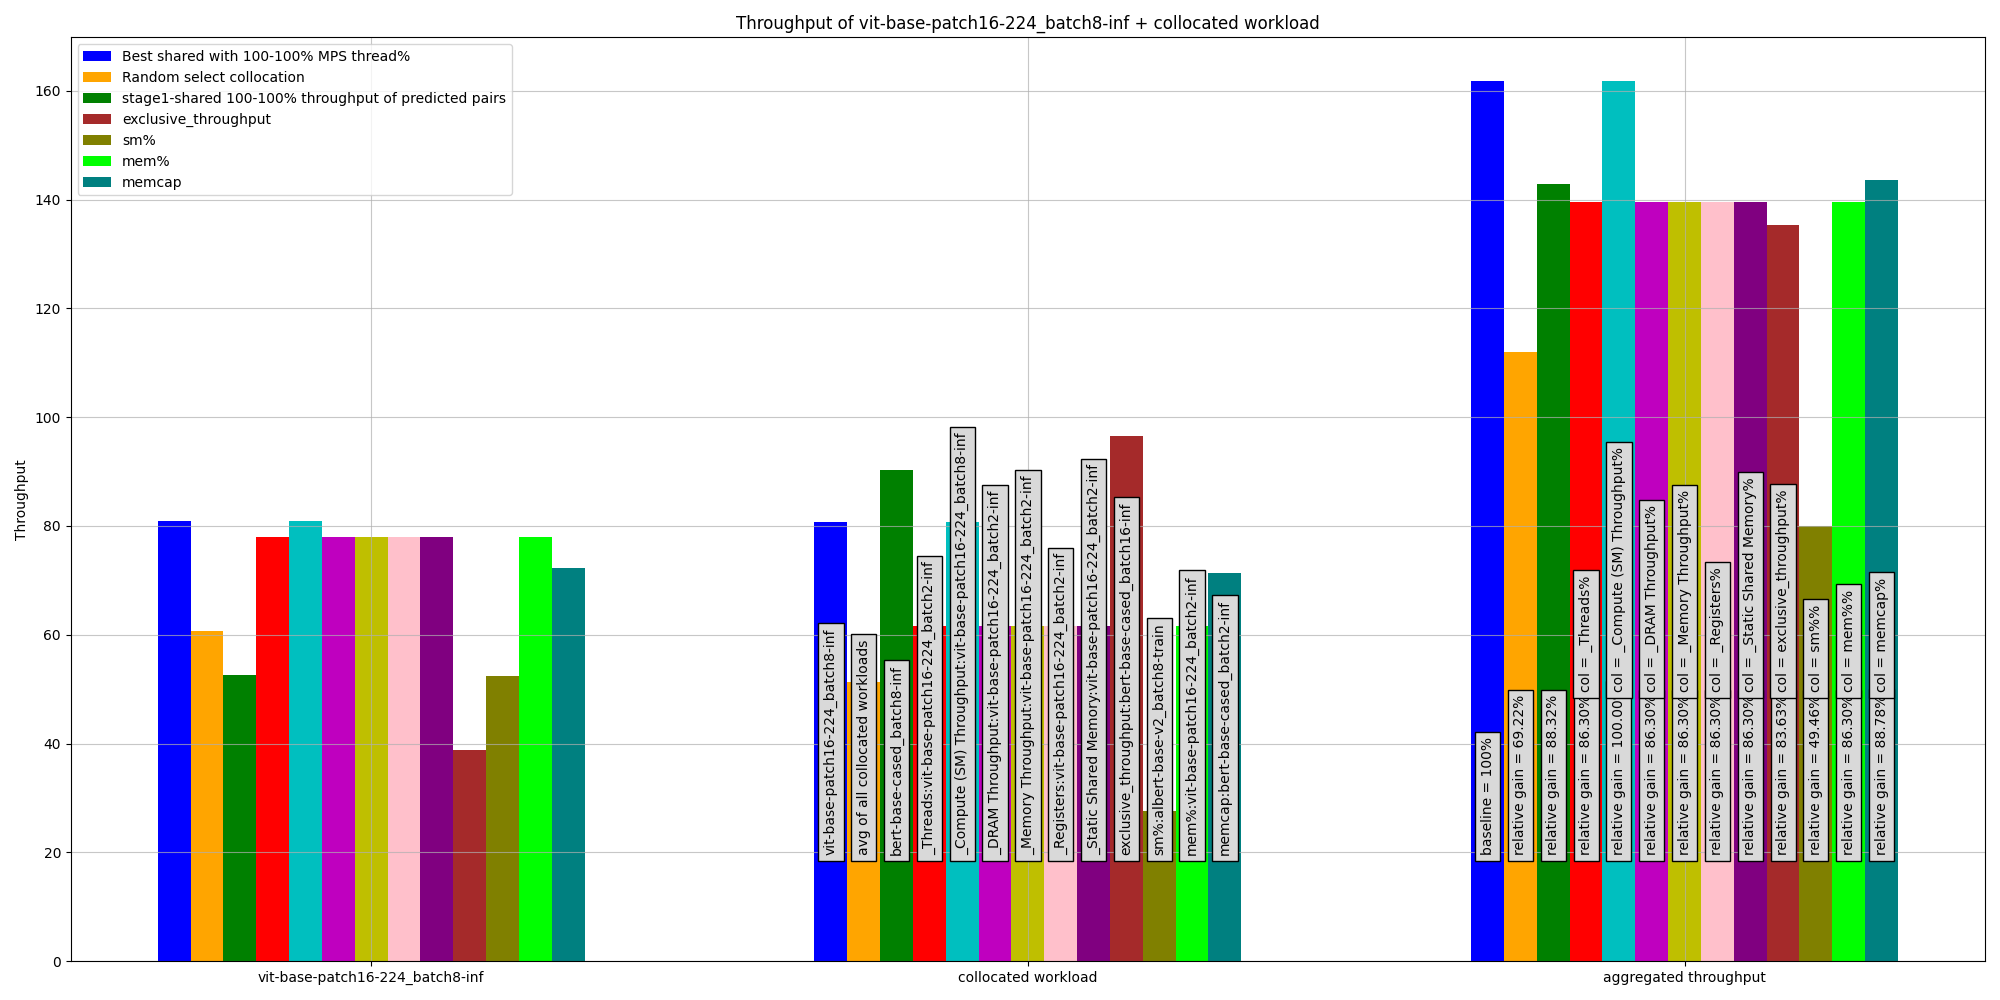 Throughput of vit-base-patch16-224_batch8-inf + collocated workload
Best shared with 100-100% MPS thread%
Random select collocation
stage1-shared 100-100% throughput of predicted pairs
exclusive_throughput
sm%
mem%
memcap
Throughput
160
140
120
100
80
60
40
20
0
vit-base-patch16-224_batch8-inf
avg of all collocated workloads
bert-base-cased_batch8-inf
_Threads:vit-base-patch16-224_batch2-inf
_Compute (SM) Throughput:vit-base-patch16-224_batch8-inf
_DRAM Throughput:vit-base-patch16-224_batch2-inf
_Memory Throughput:vit-base-patch16-224_batch2-inf
_Registers:vit-base-patch16-224_batch2-inf
_Static Shared Memory:vit-base-patch16-224_batch2-inf
exclusive_throughput:bert-base-cased_batch16-inf
sm%:albert-base-v2_batch8-train
mem%:vit-base-patch16-224_batch2-inf
memcap:bert-base-cased_batch2-inf
baseline = 100%
relative gain = 69.22%
relative gain = 88.32%
relative gain = 86.30%
col = _Threads%
relative gain = 100.00
col = _Compute (SM) Throughput%
relative gain = 86.30%
col = _DRAM Throughput%
relative gain = 86.30%
col = _Memory Throughput%
relative gain = 86.30%
col = _Registers%
relative gain = 86.30%
col = _Static Shared Memory%
relative gain = 83.63%
col = exclusive_throughput%
relative gain = 49.46%
col = sm%%
relative gain = 86.30%
col = mem%%
relative gain = 88.78%
col = memcap%
vit-base-patch16-224_batch8-inf
collocated workload
aggregated throughput